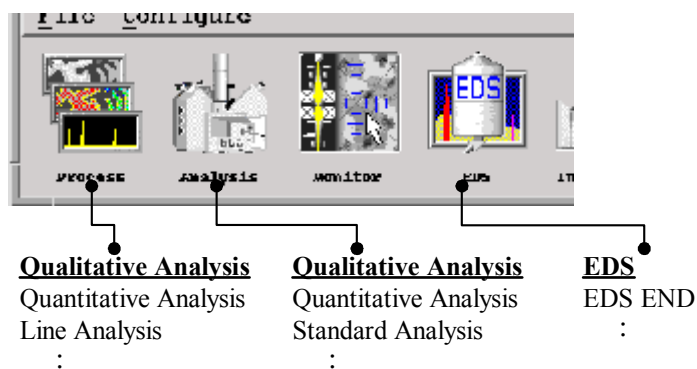 File Configure
EDS
Process Analysis Monitor EDS
Qualitative Analysis Qualitative Analysis EDS
Quantitative Analysis Quantitative Analysis EDS END
Line Analysis Standard Analysis :
: :